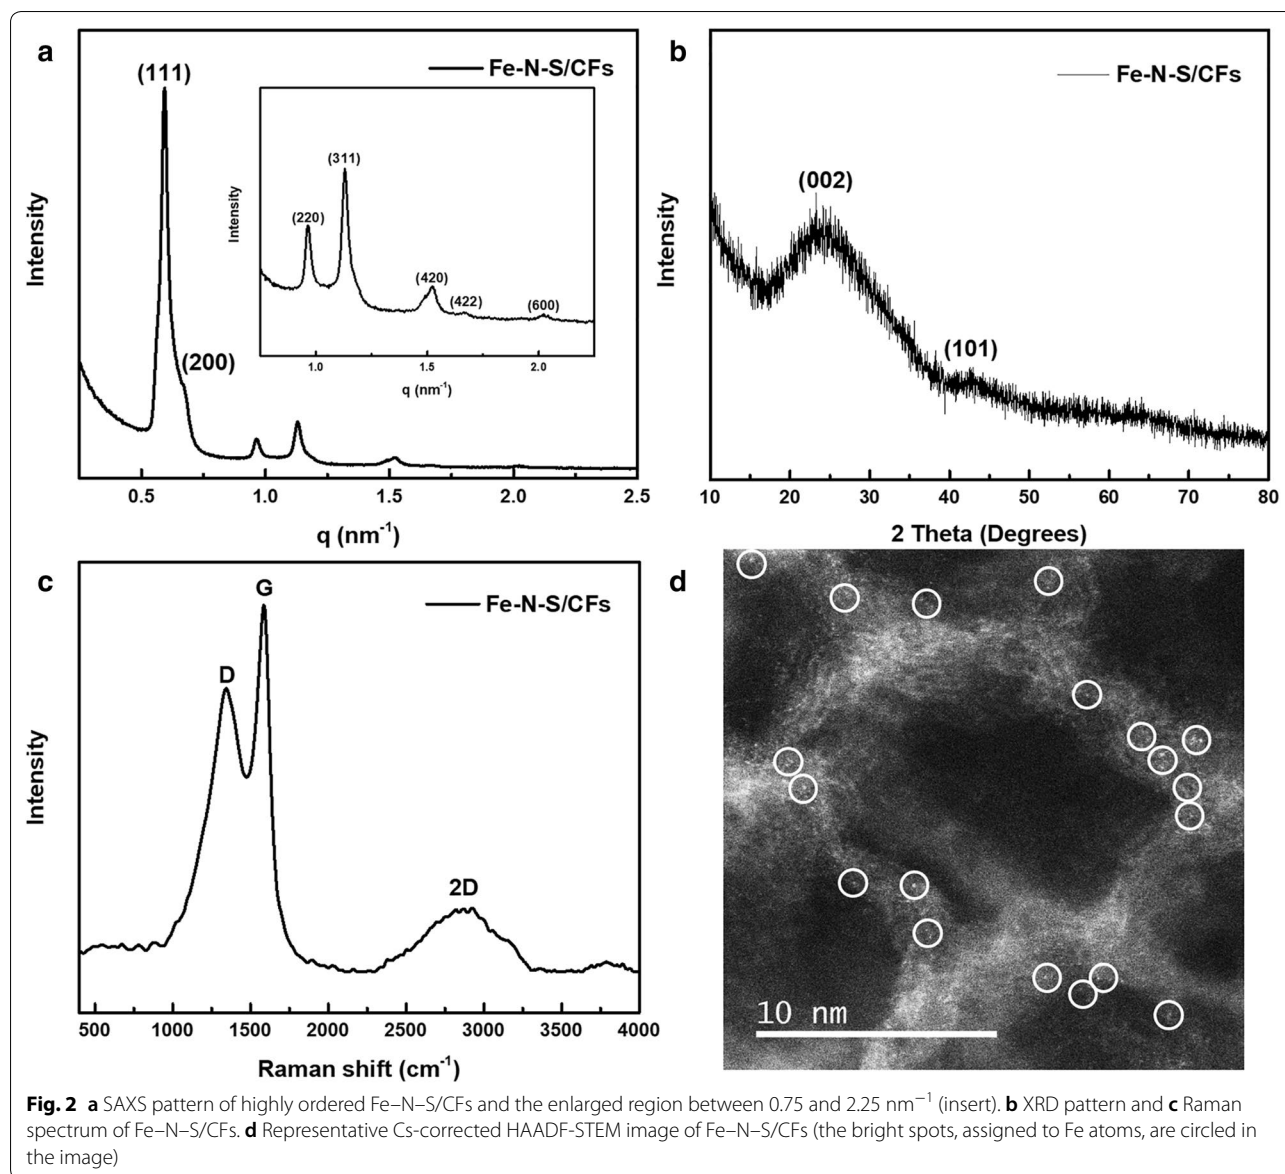 a
Fe-N-S/CFs
(111)
(200)
Intensity
0.5 1.0 1.5 2.0 2.5
q (nm⁻¹)
(220)
(311)
(420)
(422)
(600)
Intensity
1.0 1.5 2.0
q (nm⁻¹)
b
Fe-N-S/CFs
(002)
(101)
Intensity
10 20 30 40 50 60 70 80
2 Theta (Degrees)
c
Fe-N-S/CFs
D
G
2D
Intensity
500 1000 1500 2000 2500 3000 3500 4000
Raman shift (cm⁻¹)
d
10 nm
Fig. 2 a SAXS pattern of highly ordered Fe–N–S/CFs and the enlarged region between 0.75 and 2.25 nm⁻¹ (insert). b XRD pattern and c Raman
spectrum of Fe–N–S/CFs. d Representative Cs-corrected HAADF-STEM image of Fe–N–S/CFs (the bright spots, assigned to Fe atoms, are circled in
the image)